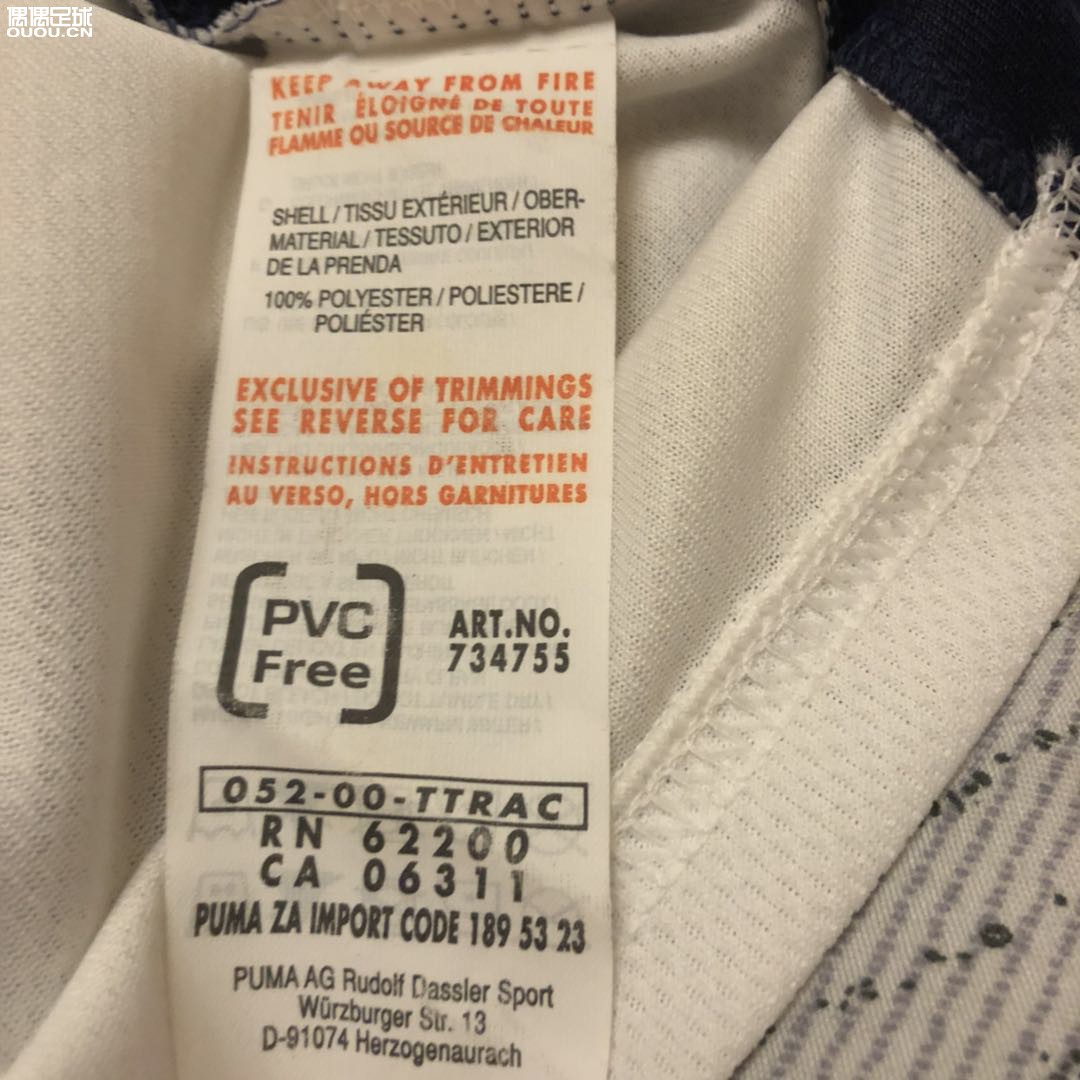 偶偶足球
OUOU.CN
KEEP AWAY FROM FIRE
TENIR ÉLOIGNÉ DE TOUTE
FLAMME OU SOURCE DE CHALEUR
SHELL / TISSU EXTÉRIEUR / OBER-
MATERIAL / TESSUTO / EXTERIOR
DE LA PRENDA
100% POLYESTER / POLIESTERE /
POLIÉSTER
EXCLUSIVE OF TRIMMINGS
SEE REVERSE FOR CARE
INSTRUCTIONS D'ENTRETIEN
AU VERSO, HORS GARNITURES
PVC
Free
ART.NO.
734755
052-00-TTRAC
RN 62200
CA 06311
PUMA ZA IMPORT CODE 189 53 23
PUMA AG Rudolf Dassler Sport
Würzburger Str. 13
D-91074 Herzogenaurach